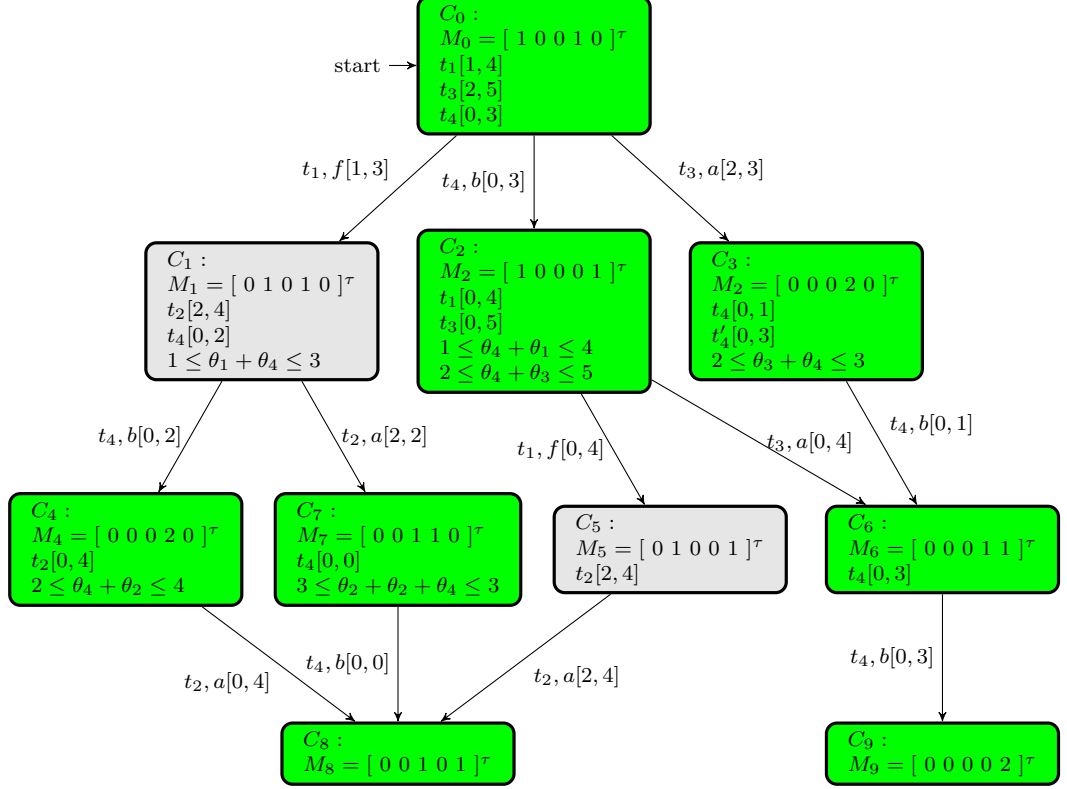 C₀ :
M₀ = [ 1 0 0 1 0 ]ᵗ
start
t₁[1, 4]
t₃[2, 5]
t₄[0, 3]
t₁, f[1, 3]
t₄, b[0, 3]
t₃, a[2, 3]
C₁ :
M₁ = [ 0 1 0 1 0 ]ᵗ
t₂[2, 4]
t₄[0, 2]
1 ≤ θ₁ + θ₄ ≤ 3
C₂ :
M₂ = [ 1 0 0 0 1 ]ᵗ
t₁[0, 4]
t₃[0, 5]
1 ≤ θ₄ + θ₁ ≤ 4
2 ≤ θ₄ + θ₃ ≤ 5
C₃ :
M₂ = [ 0 0 0 2 0 ]ᵗ
t₄[0, 1]
t′₄[0, 3]
2 ≤ θ₃ + θ₄ ≤ 3
t₄, b[0, 2]
t₂, a[2, 2]
t₁, f[0, 4]
t₃, a[0, 4]
t₄, b[0, 1]
C₄ :
M₄ = [ 0 0 0 2 0 ]ᵗ
t₂[0, 4]
2 ≤ θ₄ + θ₂ ≤ 4
C₇ :
M₇ = [ 0 0 1 1 0 ]ᵗ
t₄[0, 0]
3 ≤ θ₂ + θ₂ + θ₄ ≤ 3
C₅ :
M₅ = [ 0 1 0 0 1 ]ᵗ
t₂[2, 4]
C₆ :
M₆ = [ 0 0 0 1 1 ]ᵗ
t₄[0, 3]
t₂, a[0, 4]
t₄, b[0, 0]
t₂, a[2, 4]
t₄, b[0, 3]
C₈ :
M₈ = [ 0 0 1 0 1 ]ᵗ
C₉ :
M₉ = [ 0 0 0 0 2 ]ᵗ